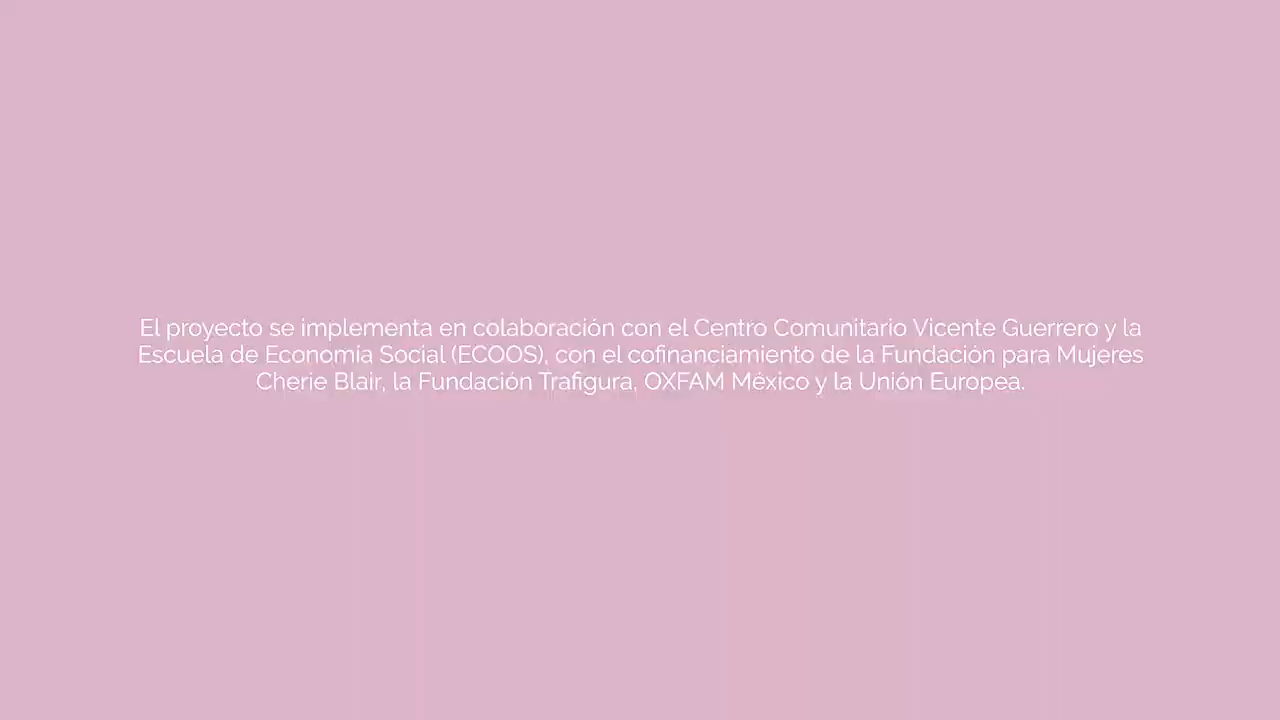 El proyecto se implementa en colaboración con el Centro Comunitario Vicente Guerrero y la
Escuela de Economía Social (ECOOS), con el cofinanciamiento de la Fundación para Mujeres
Cherie Blair, la Fundación Trafigura, OXFAM México y la Unión Europea.